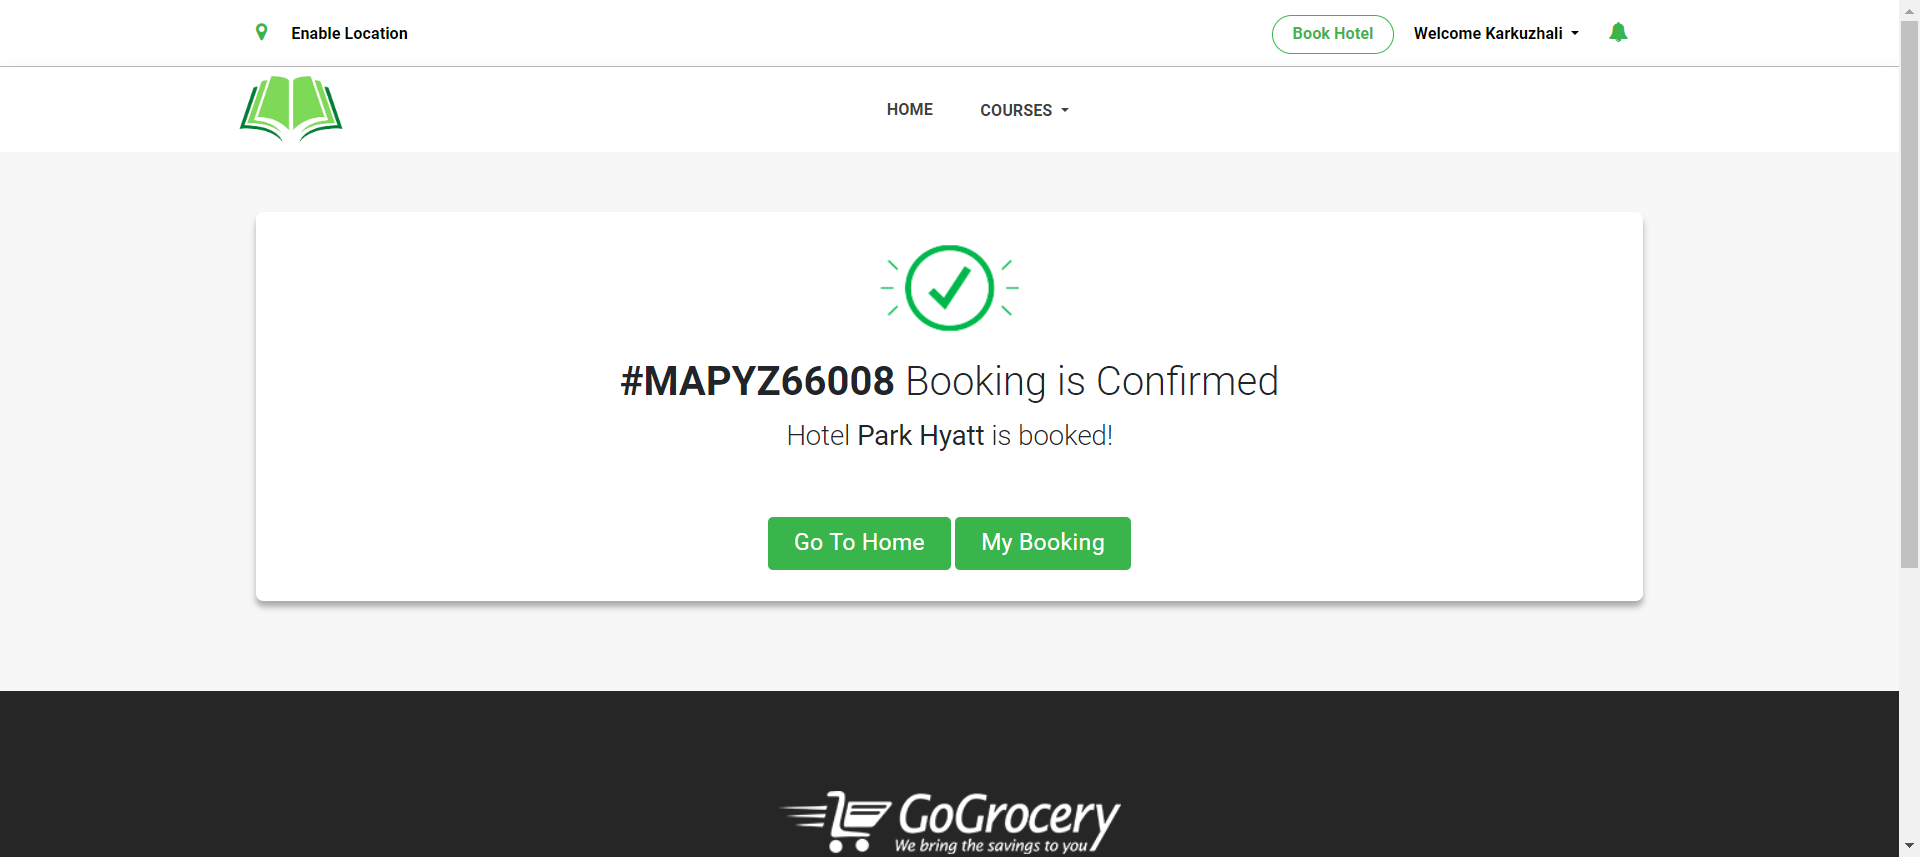 Enable Location
Book Hotel
Welcome Karkuzhali
HOME
COURSES
#MAPYZ66008 Booking is Confirmed
Hotel Park Hyatt is booked!
Go To Home
My Booking
GoGrocery
We bring the savings to you